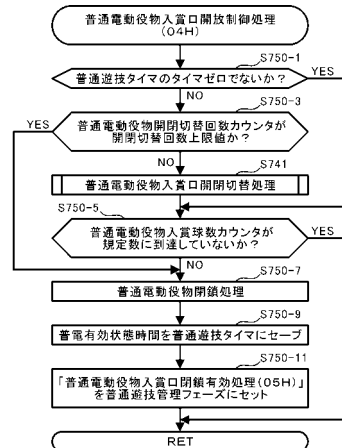 普通電動役物入賞口開放制御処理
(04H)
S750-1
普通遊技タイマのタイマゼロでないか？
YES
NO
S750-3
YES
普通電動役物開閉切替回数カウンタが
開閉切替回数上限値か？
NO
S741
普通電動役物入賞口開閉切替処理
S750-5
普通電動役物入賞球数カウンタが
規定数に到達していないか？
YES
NO
S750-7
普通電動役物閉鎖処理
S750-9
普電有効状態時間を普通遊技タイマにセーブ
S750-11
「普通電動役物入賞口閉鎖有効処理(05H)」
を普通遊技管理フェーズにセット
RET